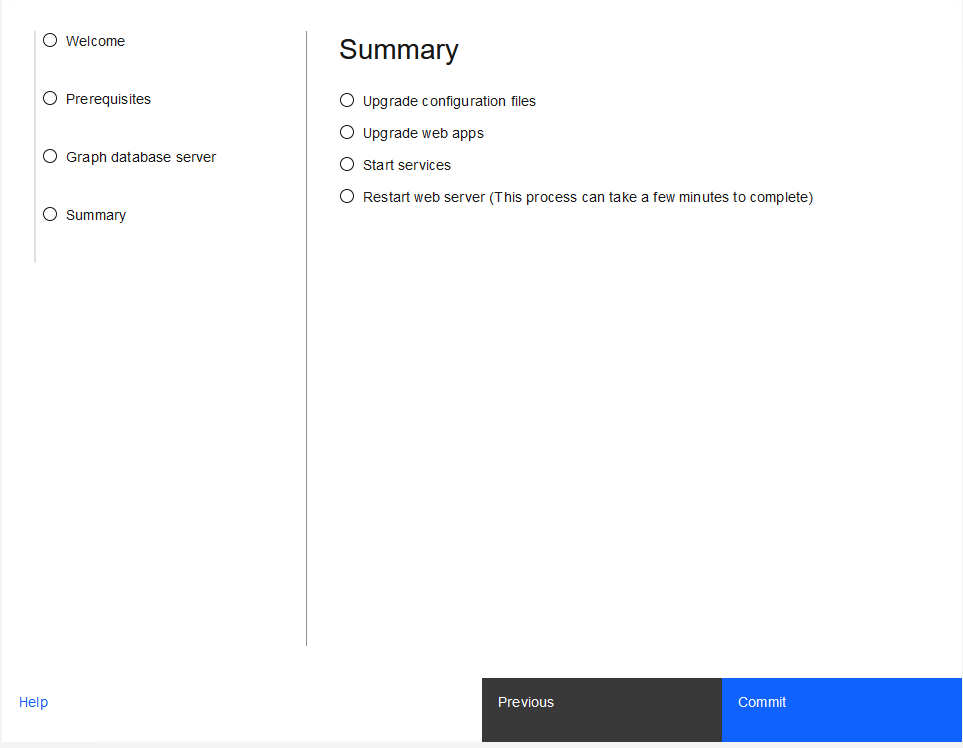 Welcome
Prerequisites
Graph database server
Summary
Summary
Upgrade configuration files
Upgrade web apps
Start services
Restart web server (This process can take a few minutes to complete)
Help
Previous
Commit